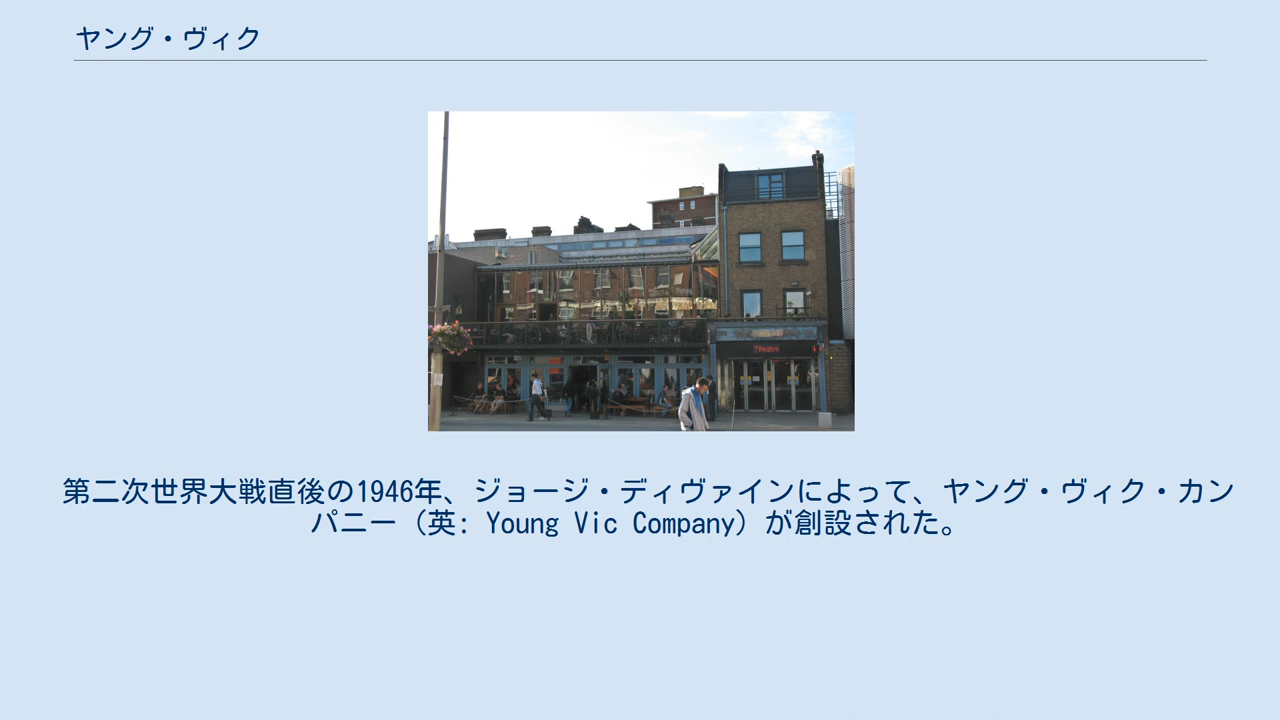 ヤング・ヴィク
Theatre
第二次世界大戦直後の1946年、ジョージ・ディヴァインによって、ヤング・ヴィク・カン
パニー（英: Young Vic Company）が創設された。